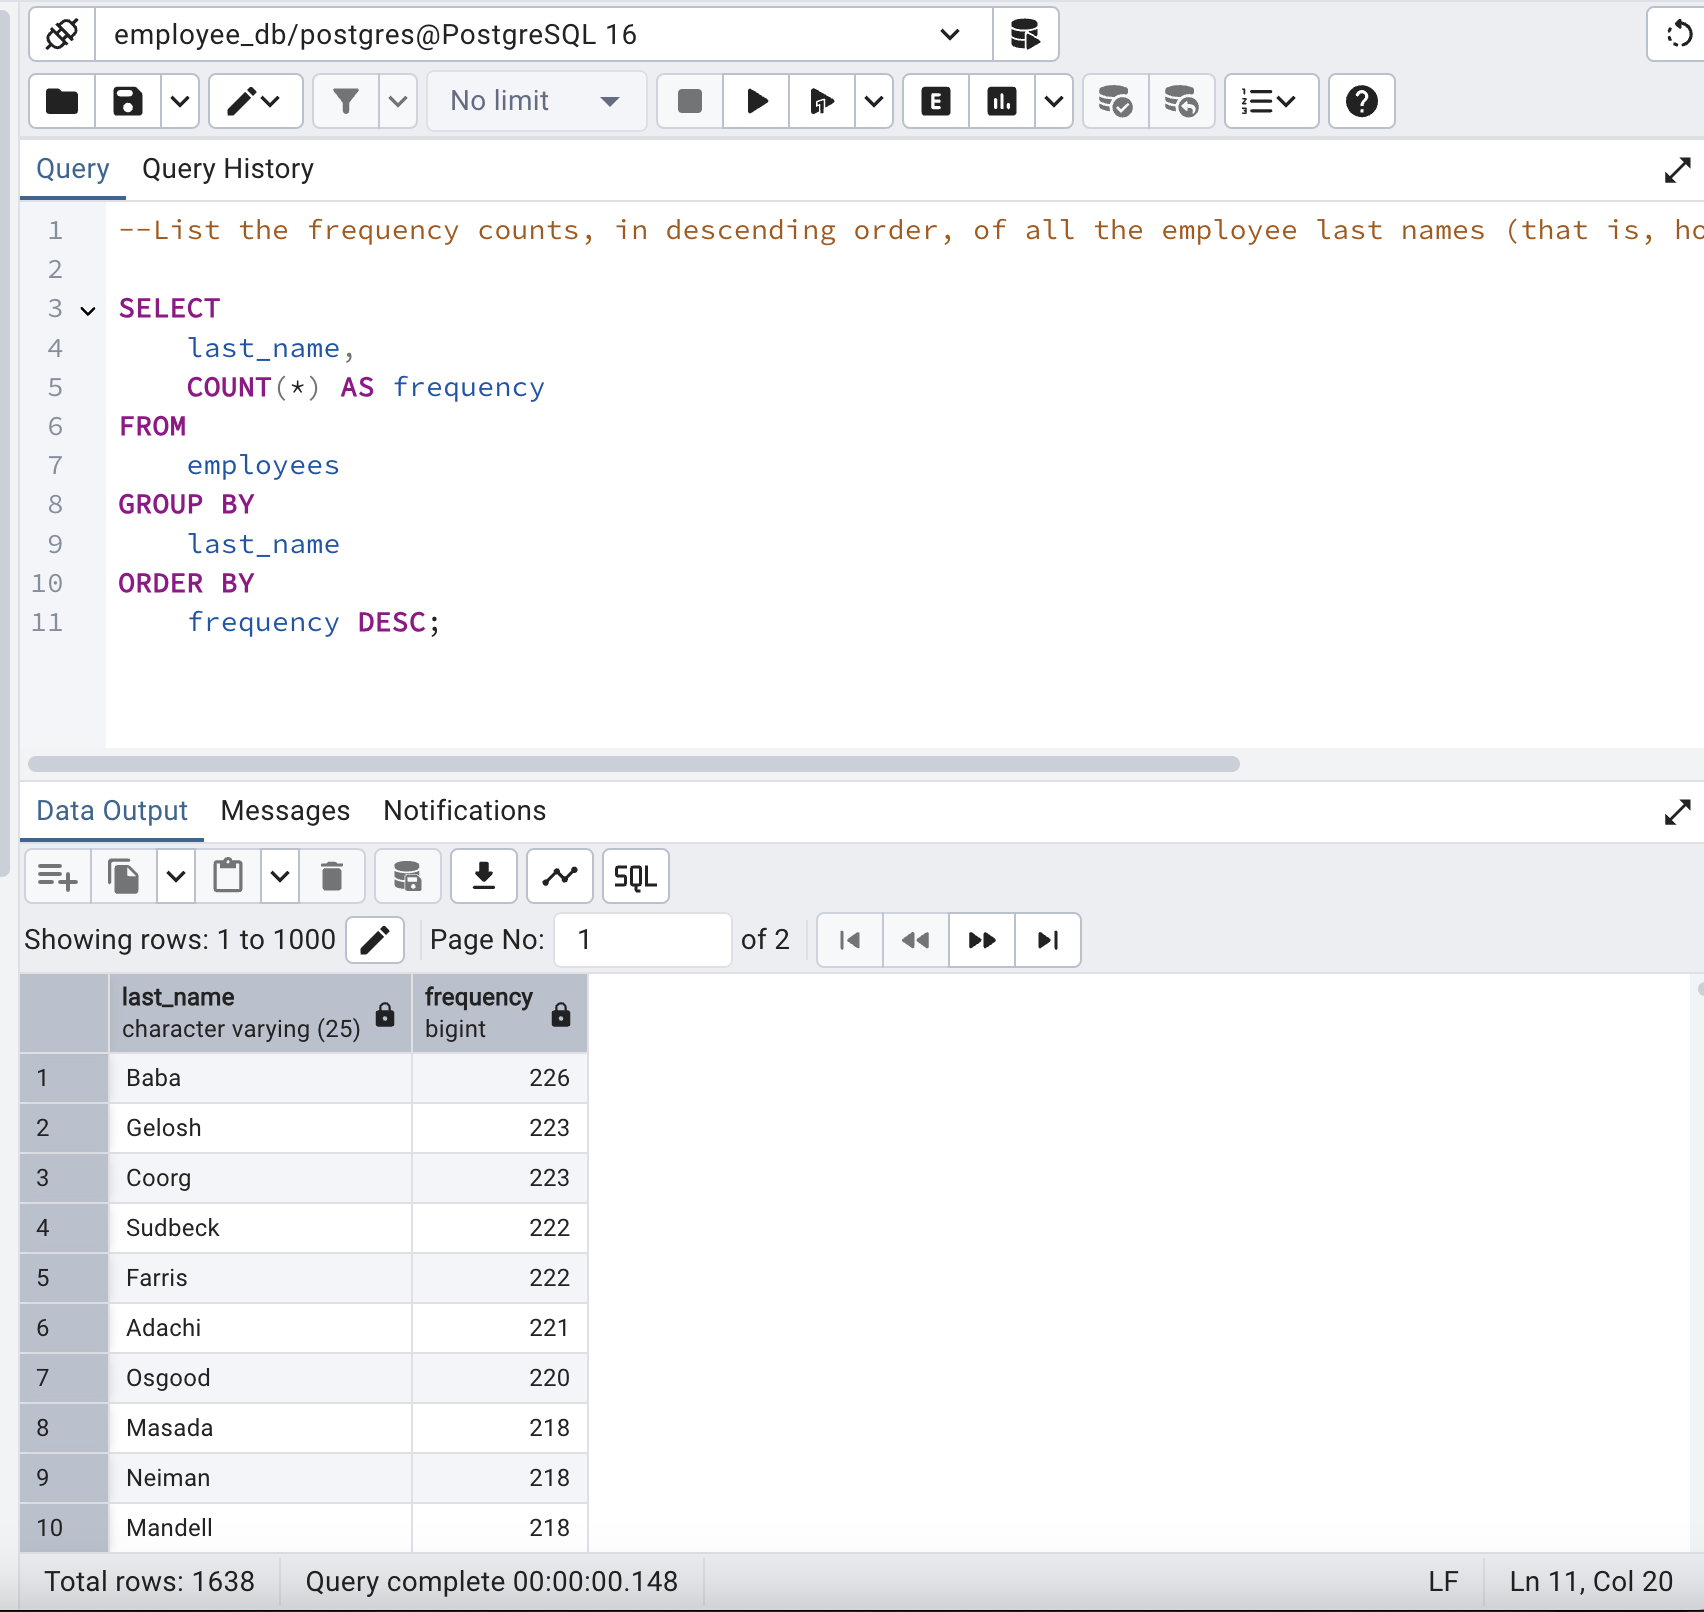 employee_db/postgres@PostgreSQL 16
No limit
E
Query Query History
1 --List the frequency counts, in descending order, of all the employee last names (that is,
2
3 SELECT
4 last_name,
5 COUNT(*) AS frequency
6 FROM
7 employees
8 GROUP BY
9 last_name
10 ORDER BY
11 frequency DESC;
Data Output Messages Notifications
SQL
Showing rows: 1 to 1000 Page No: 1 of 2
last_name frequency
character varying (25) bigint
1 Baba 226
2 Gelosh 223
3 Coorg 223
4 Sudbeck 222
5 Farris 222
6 Adachi 221
7 Osgood 220
8 Masada 218
9 Neiman 218
10 Mandell 218
Total rows: 1638 Query complete 00:00:00.148 LF Ln 11, Col 20